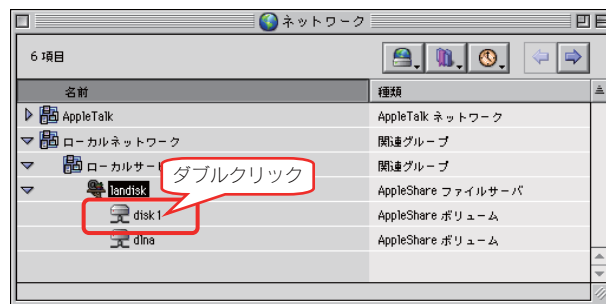 ネットワーク
6 項目
名前 種類
AppleTalk AppleTalk ネットワーク
ローカルネットワーク 関連グループ
ローカルサー 関連グループ
ダブルクリック
landisk AppleShare ファイルサーバ
disk1 AppleShare ボリューム
dlna AppleShare ボリューム